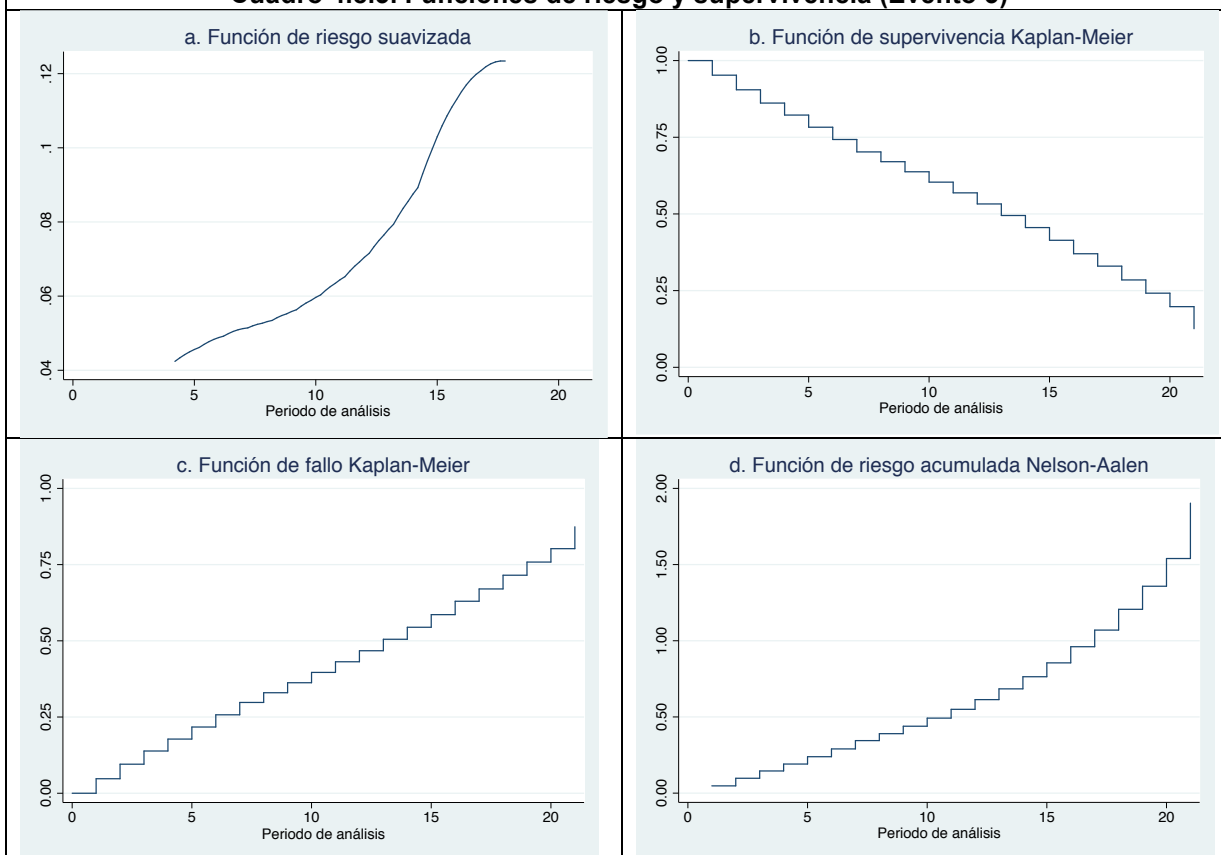 a. Función de riesgo suavizada
.12
.1
.08
.06
.04
0 5 10 15 20
Periodo de análisis
b. Función de supervivencia Kaplan-Meier
1.00
0.75
0.50
0.25
0.00
0 5 10 15 20
Periodo de análisis
c. Función de fallo Kaplan-Meier
1.00
0.75
0.50
0.25
0.00
0 5 10 15 20
Periodo de análisis
d. Función de riesgo acumulada Nelson-Aalen
2.00
1.50
1.00
0.50
0.00
0 5 10 15 20
Periodo de análisis